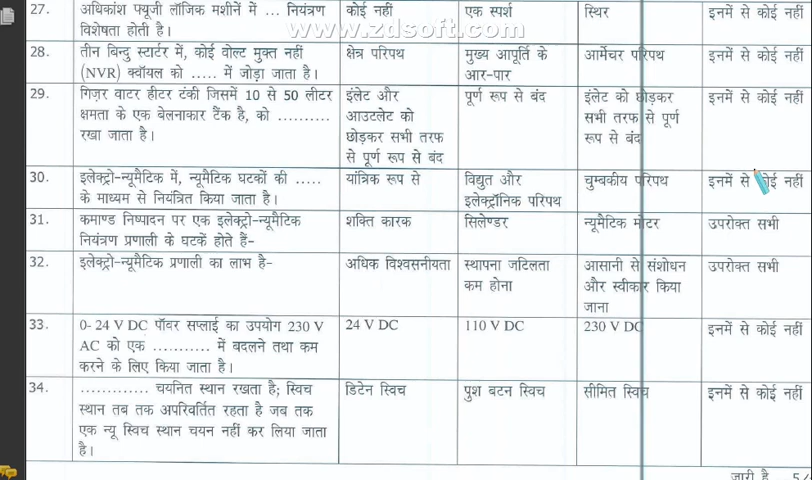 www.zdsoft.com
27. अधिकांश फ्यूजी लॉजिक मशीनें में ... नियंत्रण विशेषता होती है। कोई नहीं एक स्पर्श स्थिर इनमें से कोई नहीं
28. तीन बिन्दु स्टार्टर में, कोई वोल्ट मुक्त नहीं (NVR) क्वॉयल को ..... में जोड़ा जाता है। क्षेत्र परिपथ मुख्य आपूर्ति के आर-पार आर्मेचर परिपथ इनमें से कोई नहीं
29. गिज़र वाटर हीटर टंकी जिसमें 10 से 50 लीटर क्षमता के एक बेलनाकार टैंक है, को .......... रखा जाता है। इंलेट और आउटलेट को छोड़कर सभी तरफ से पूर्ण रूप से बंद पूर्ण रूप से बंद इंलेट को छोड़कर सभी तरफ से पूर्ण रूप से बंद इनमें से कोई नहीं
30. इलेक्ट्रो-न्यूमैटिक में, न्यूमैटिक घटकों की ..... के माध्यम से नियंत्रित किया जाता है। यांत्रिक रूप से विद्युत और इलेक्ट्रॉनिक परिपथ चुम्बकीय परिपथ इनमें से कोई नहीं
31. कमाण्ड निष्पादन पर एक इलेक्ट्रो-न्यूमैटिक नियंत्रण प्रणाली के घटकें होते हैं- शक्ति कारक सिलेण्डर न्यूमैटिक मोटर उपरोक्त सभी
32. इलेक्ट्रो-न्यूमैटिक प्रणाली का लाभ है- अधिक विश्वसनीयता स्थापना जटिलता कम होना आसानी से संशोधन और स्वीकार किया जाना उपरोक्त सभी
33. 0- 24 V DC पॉवर सप्लाई का उपयोग 230 V AC को एक ........... में बदलने तथा कम करने के लिए किया जाता है। 24 V DC 110 V DC 230 V DC इनमें से कोई नहीं
34. ............. चयनित स्थान रखता है; स्विच स्थान तब तक अपरिवर्तित रहता है जब तक एक न्यू स्विच स्थान चयन नहीं कर लिया जाता है। डिटेन स्विच पुश बटन स्विच सीमित स्विच इनमें से कोई नहीं
जारी है